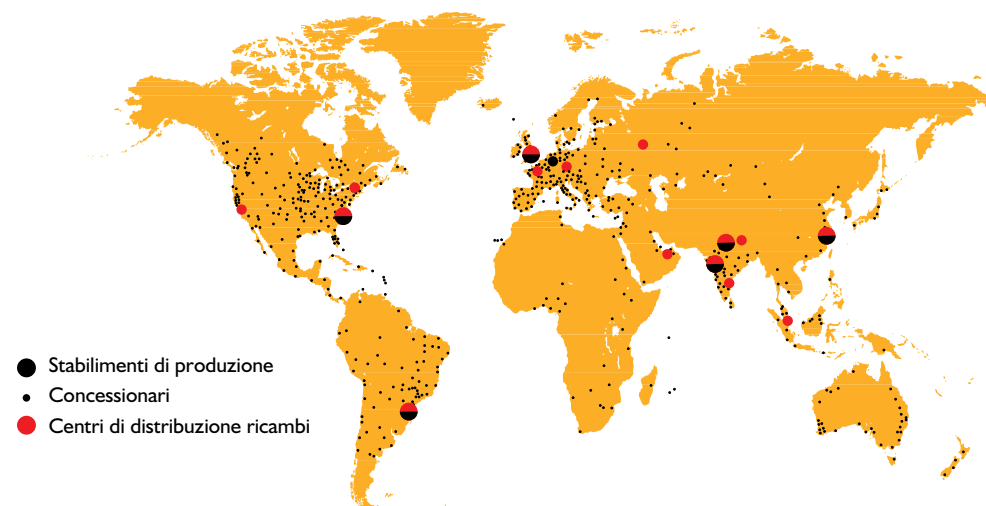 Stabilimenti di produzione
Concessionari
Centri di distribuzione ricambi